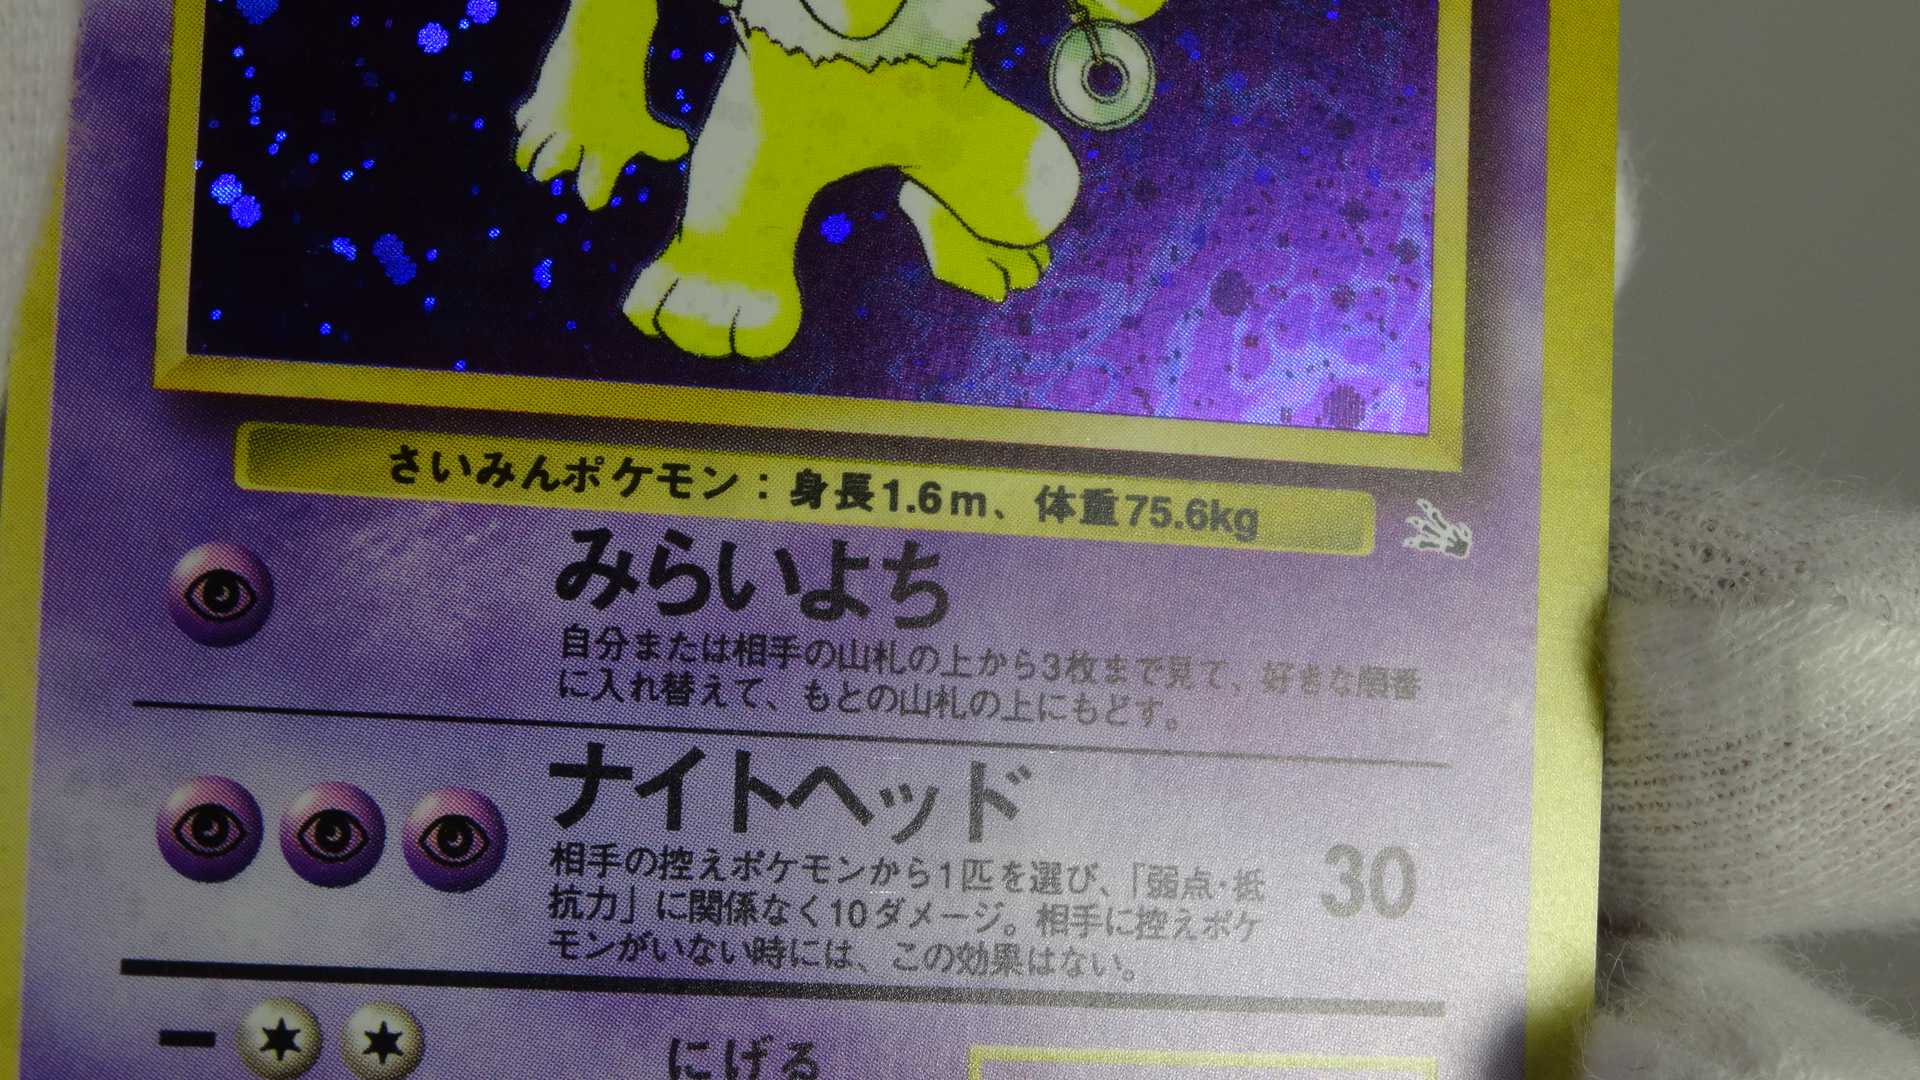 さいみんポケモン：身長1.6m、体重75.6kg
みらいよち
自分または相手の山札の上から3枚まで見て、好きな順番
に入れ替えて、もとの山札の上にもどす。
ナイトヘッド
相手の控えポケモンから1匹を選び、「弱点・抵
抗力」に関係なく10ダメージ。相手に控えポケ
モンがいない時には、この効果はない。
30
にげる